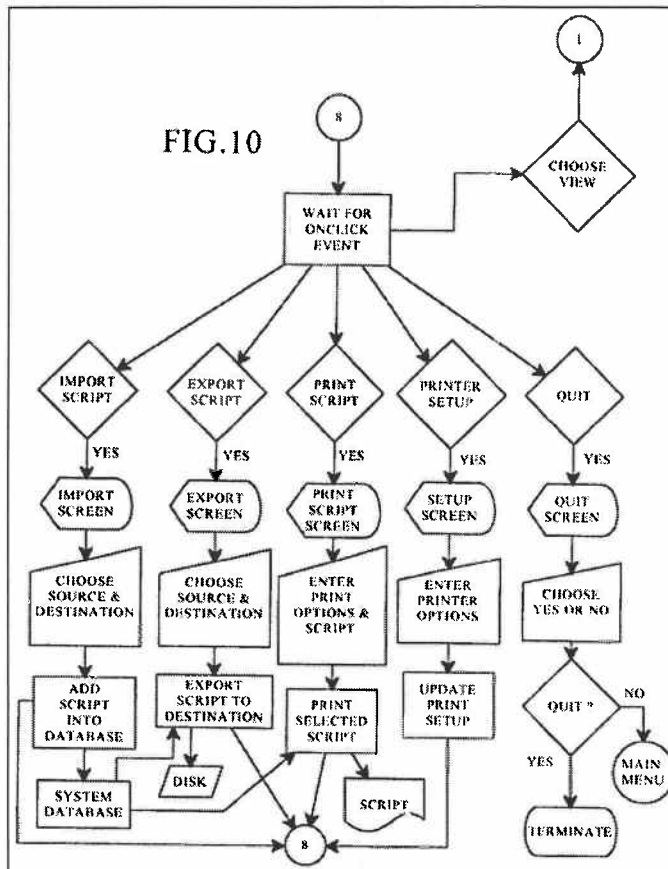 1
8
FIG.10
CHOOSE
VIEW
WAIT FOR
ONCLICK
EVENT
IMPORT
SCRIPT
EXPORT
SCRIPT
PRINT
SCRIPT
PRINTER
SETUP
QUIT
YES
YES
YES
YES
YES
IMPORT
SCREEN
EXPORT
SCREEN
PRINT
SCRIPT
SCREEN
SETUP
SCREEN
QUIT
SCREEN
CHOOSE
SOURCE &
DESTINATION
CHOOSE
SOURCE &
DESTINATION
ENTER
PRINT
OPTIONS &
SCRIPT
ENTER
PRINTER
OPTIONS
CHOOSE
YES OR NO
ADD
SCRIPT
INTO
DATABASE
EXPORT
SCRIPT TO
DESTINATION
PRINT
SELECTED
SCRIPT
UPDATE
PRINT
SETUP
QUIT ?
NO
YES
MAIN
MENU
SYSTEM
DATABASE
DISK
SCRIPT
8
TERMINATE